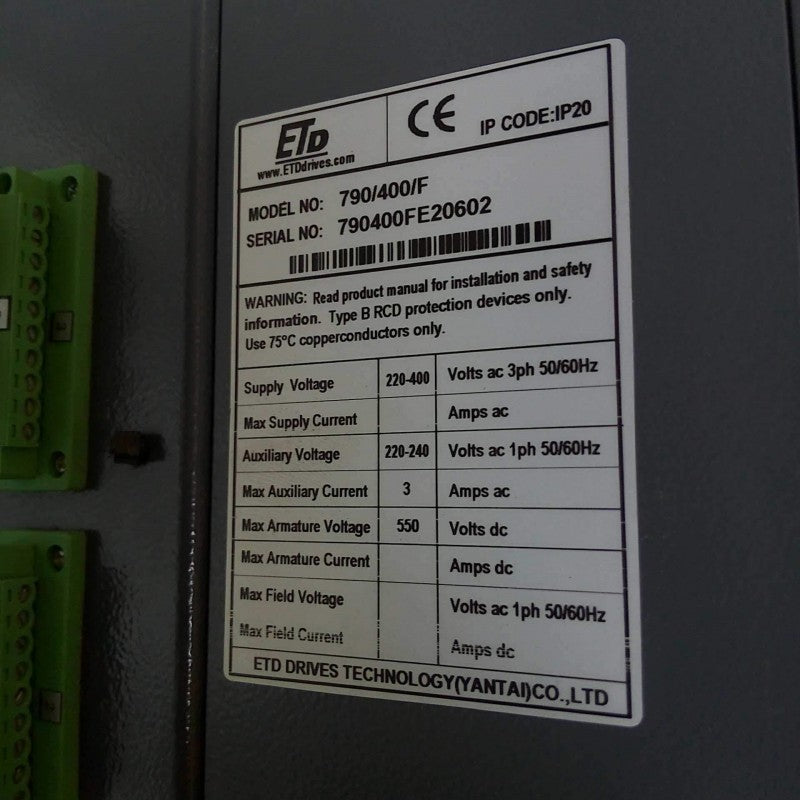 ETD
www.ETDdrives.com
CE
IP CODE:IP20
MODEL NO: 790/400/F
SERIAL NO: 790400FE20602
WARNING: Read product manual for installation and safety
information. Type B RCD protection devices only.
Use 75°C copperconductors only.
Supply Voltage 220-400 Volts ac 3ph 50/60Hz
Max Supply Current Amps ac
Auxiliary Voltage 220-240 Volts ac 1ph 50/60Hz
Max Auxiliary Current 3 Amps ac
Max Armature Voltage 550 Volts dc
Max Armature Current Amps dc
Max Field Voltage Volts ac 1ph 50/60Hz
Max Field Current Amps dc
ETD DRIVES TECHNOLOGY(YANTAI)CO.,LTD